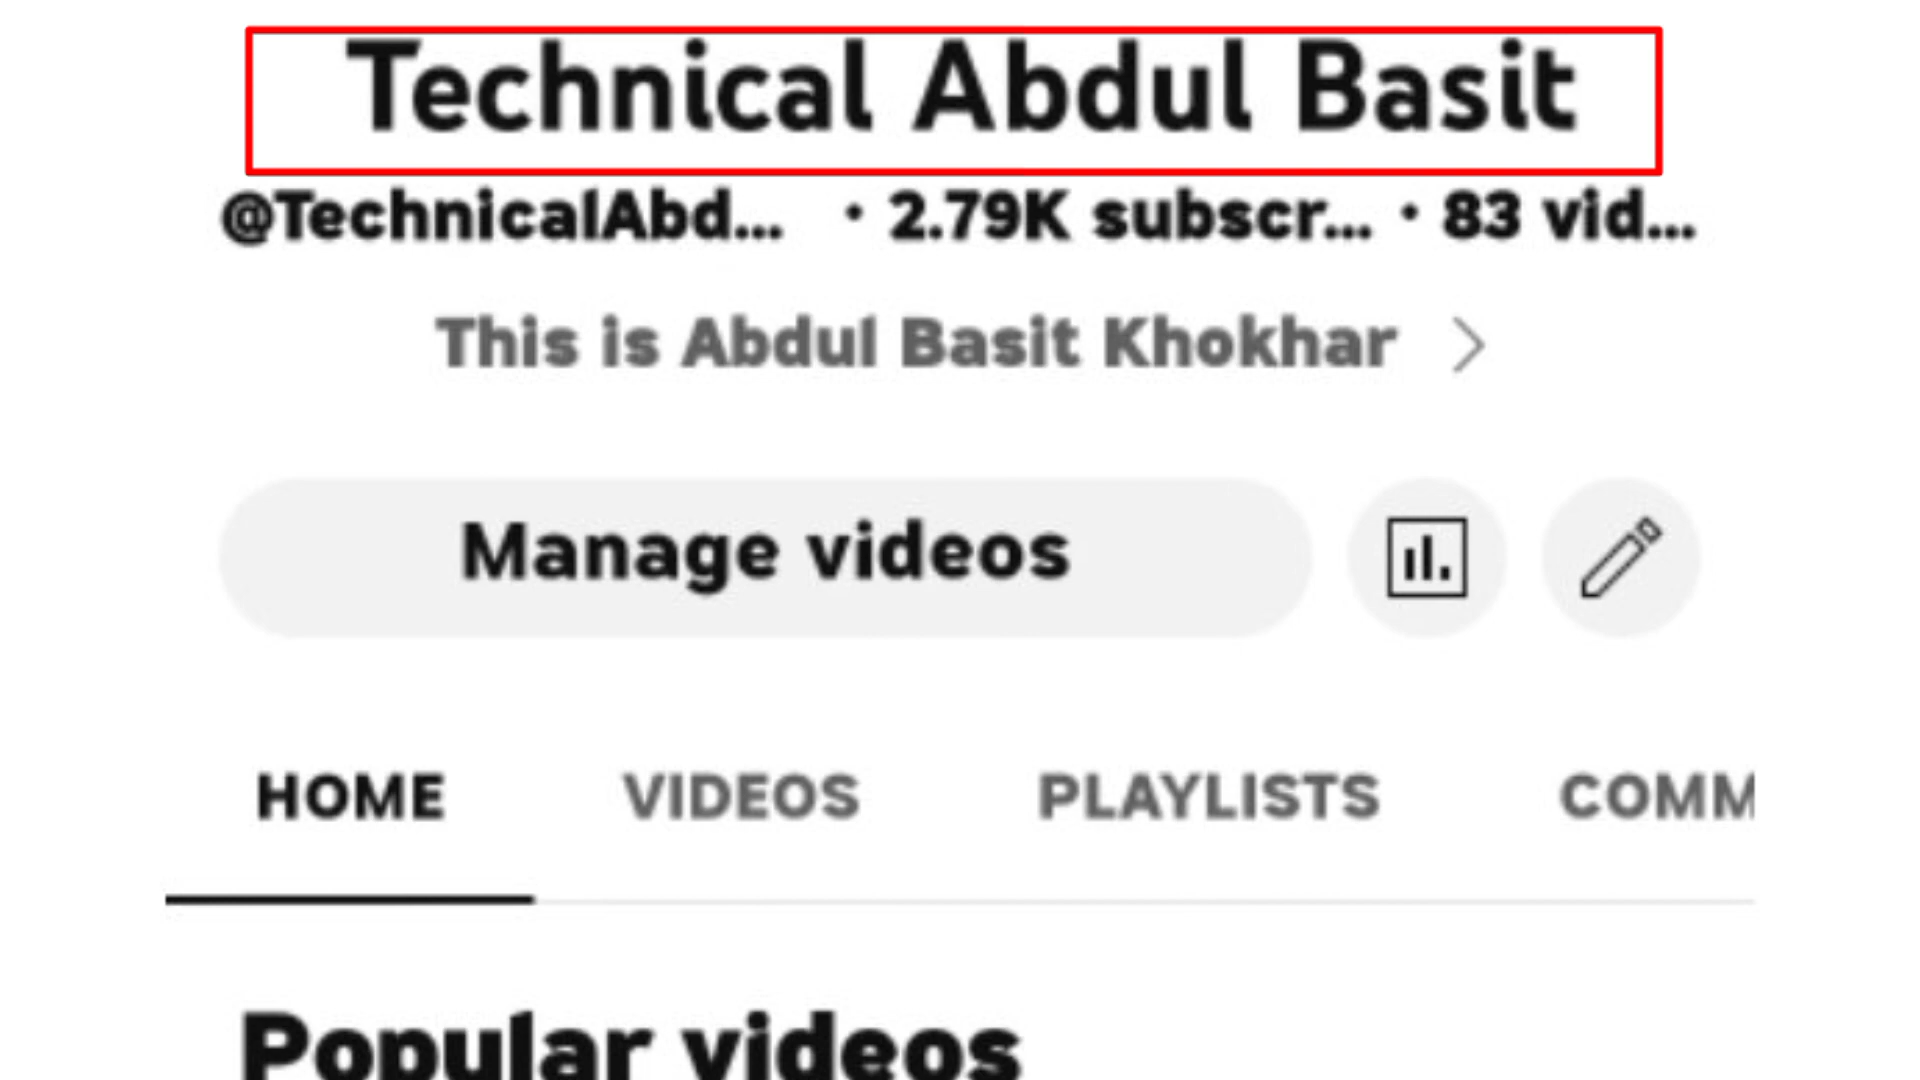 Technical Abdul Basit
@TechnicalAbd... · 2.79K subscr... · 83 vid...
This is Abdul Basit Khokhar
Manage videos
HOME VIDEOS PLAYLISTS COMM
Popular videos